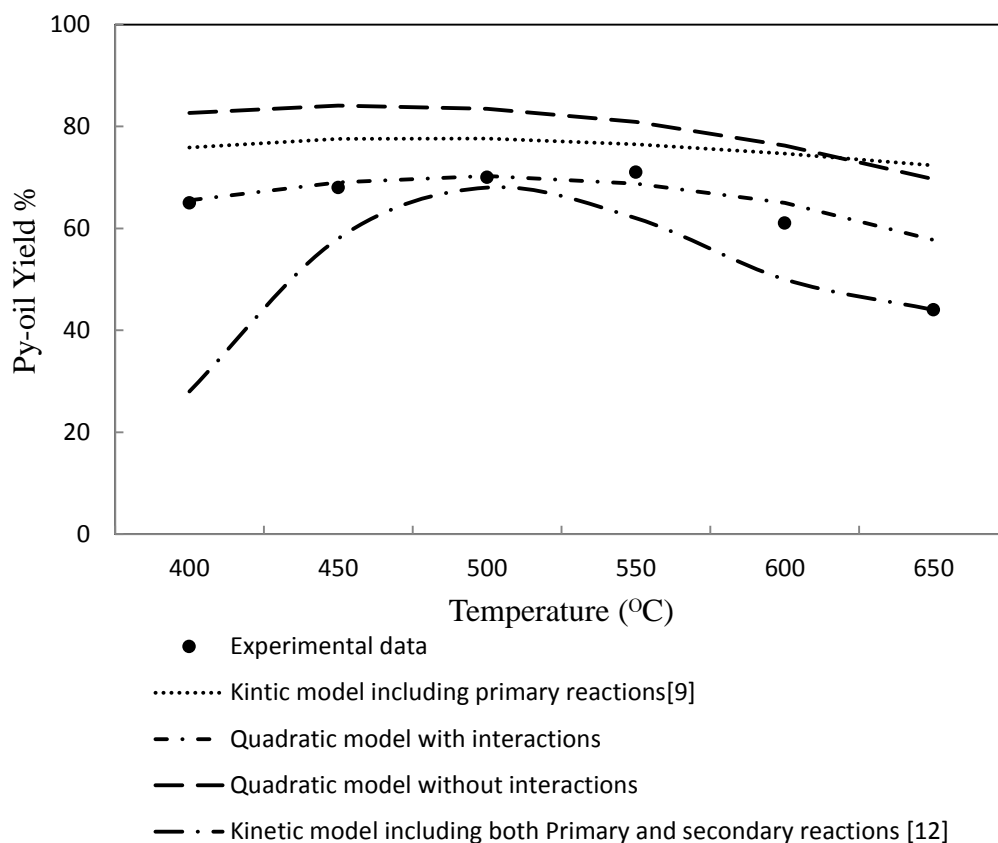 100
80
60
40
20
0
Py-oil Yield %
400 450 500 550 600 650
Temperature (ᴼC)
Experimental data
Kintic model including primary reactions[9]
Quadratic model with interactions
Quadratic model without interactions
Kinetic model including both Primary and secondary reactions [12]